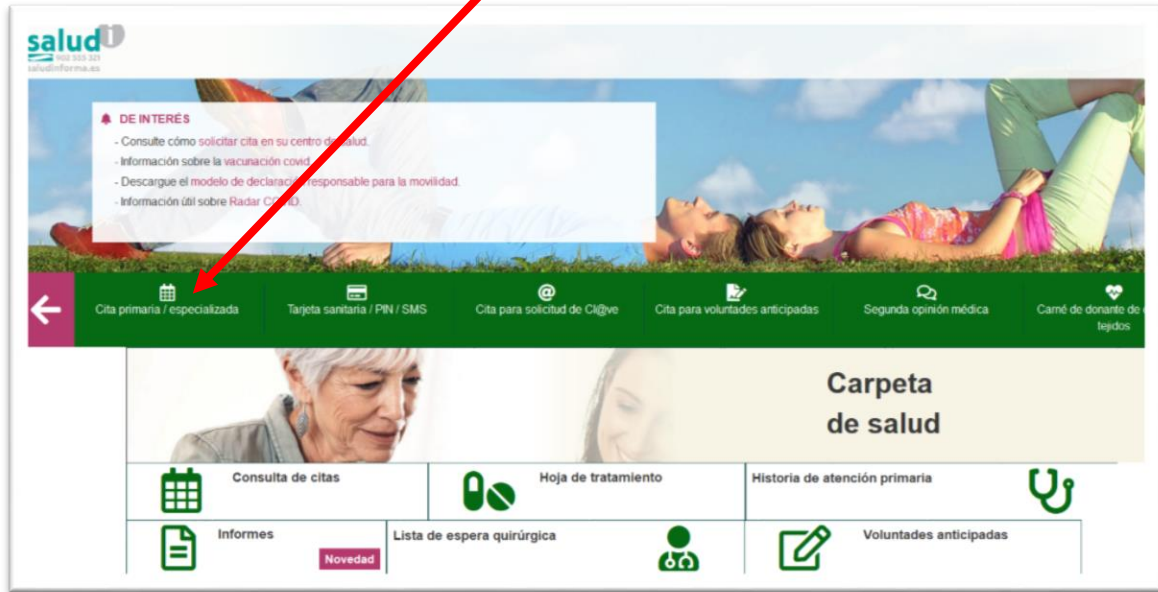 salud i
902 555 321
saludinforma.es
DE INTERÉS
- Consulte cómo solicitar cita en su centro de salud.
- Información sobre la vacunación covid.
- Descargue el modelo de declaración responsable para la movilidad.
- Información útil sobre Radar COVID.
Cita primaria / especializada
Tarjeta sanitaria / PIN / SMS
Cita para solicitud de Cl@ve
Cita para voluntades anticipadas
Segunda opinión médica
Carné de donante de
tejidos
Carpeta
de salud
Consulta de citas
Hoja de tratamiento
Historia de atención primaria
Informes
Novedad
Lista de espera quirúrgica
Voluntades anticipadas